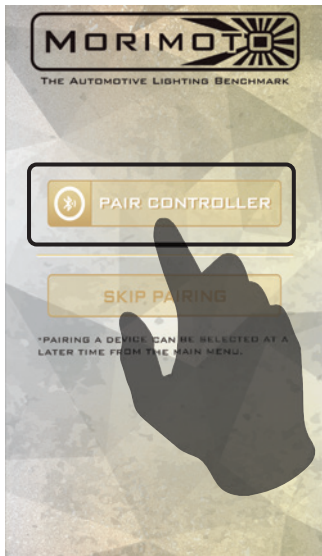 MORIMOTO
THE AUTOMOTIVE LIGHTING BENCHMARK
PAIR CONTROLLER
SKIP PAIRING
*PAIRING A DEVICE CAN BE SELECTED AT A
LATER TIME FROM THE MAIN MENU.